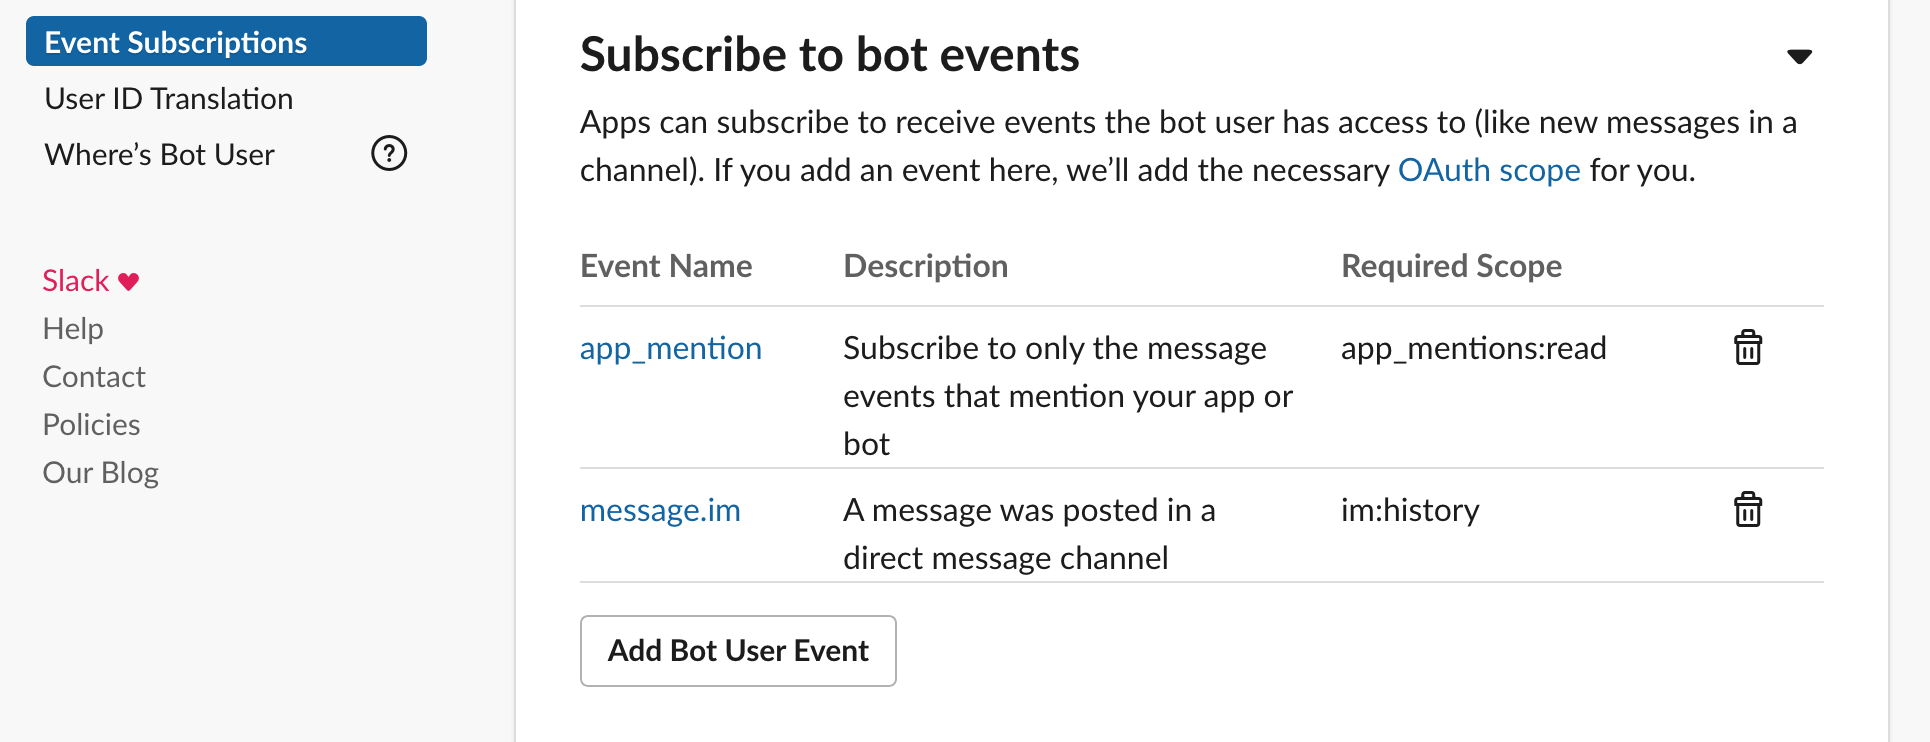 Event Subscriptions
User ID Translation
Where’s Bot User
Slack
Help
Contact
Policies
Our Blog
Subscribe to bot events
Apps can subscribe to receive events the bot user has access to (like new messages in a
channel). If you add an event here, we’ll add the necessary OAuth scope for you.
Event Name Description Required Scope
app_mention Subscribe to only the message app_mentions:read
events that mention your app or
bot
message.im A message was posted in a im:history
direct message channel
Add Bot User Event